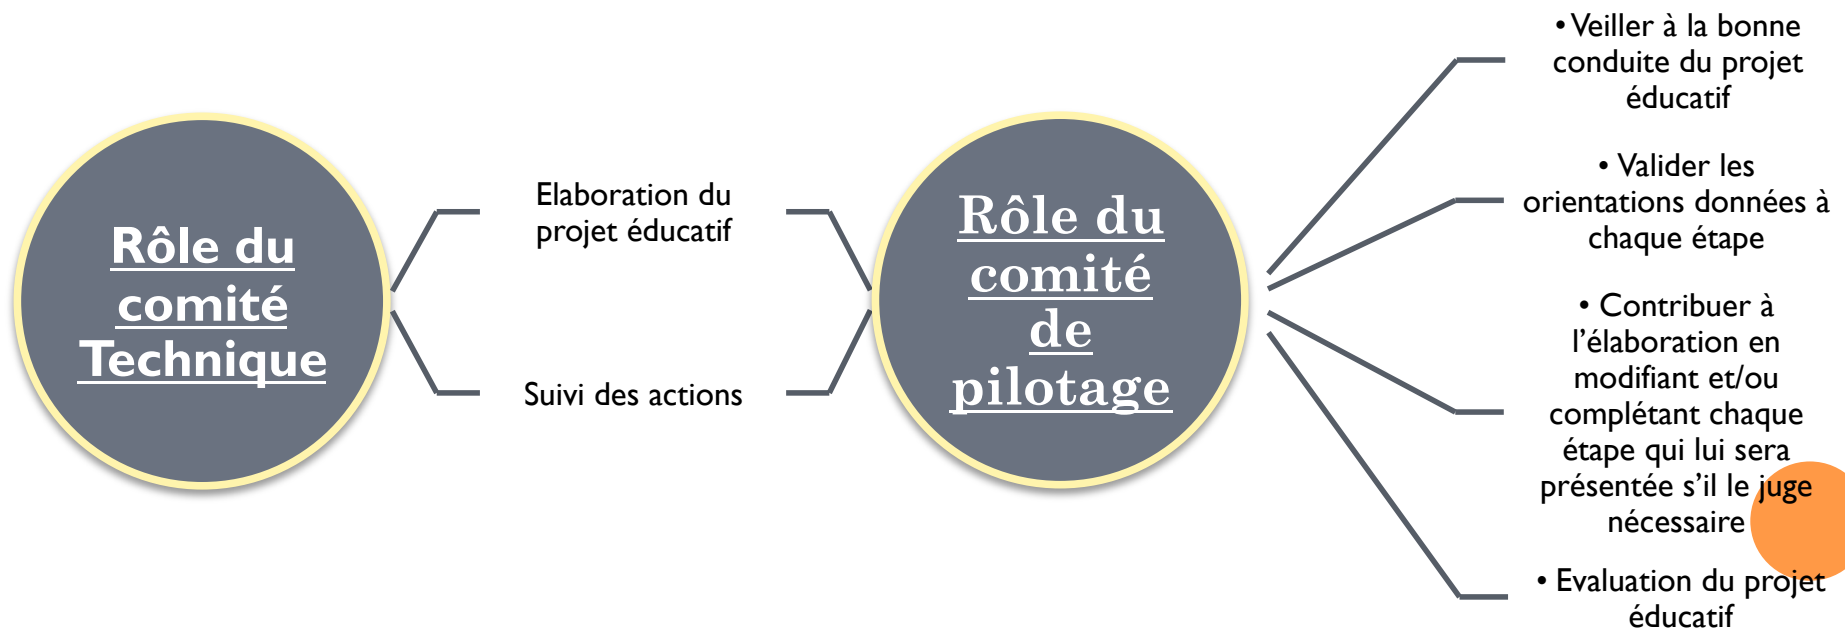 Rôle du
comité
Technique
Elaboration du
projet éducatif
Suivi des actions
Rôle du
comité
de
pilotage
• Veiller à la bonne
conduite du projet
éducatif
• Valider les
orientations données à
chaque étape
• Contribuer à
l’élaboration en
modifiant et/ou
complétant chaque
étape qui lui sera
présentée s’il le juge
nécessaire
• Evaluation du projet
éducatif